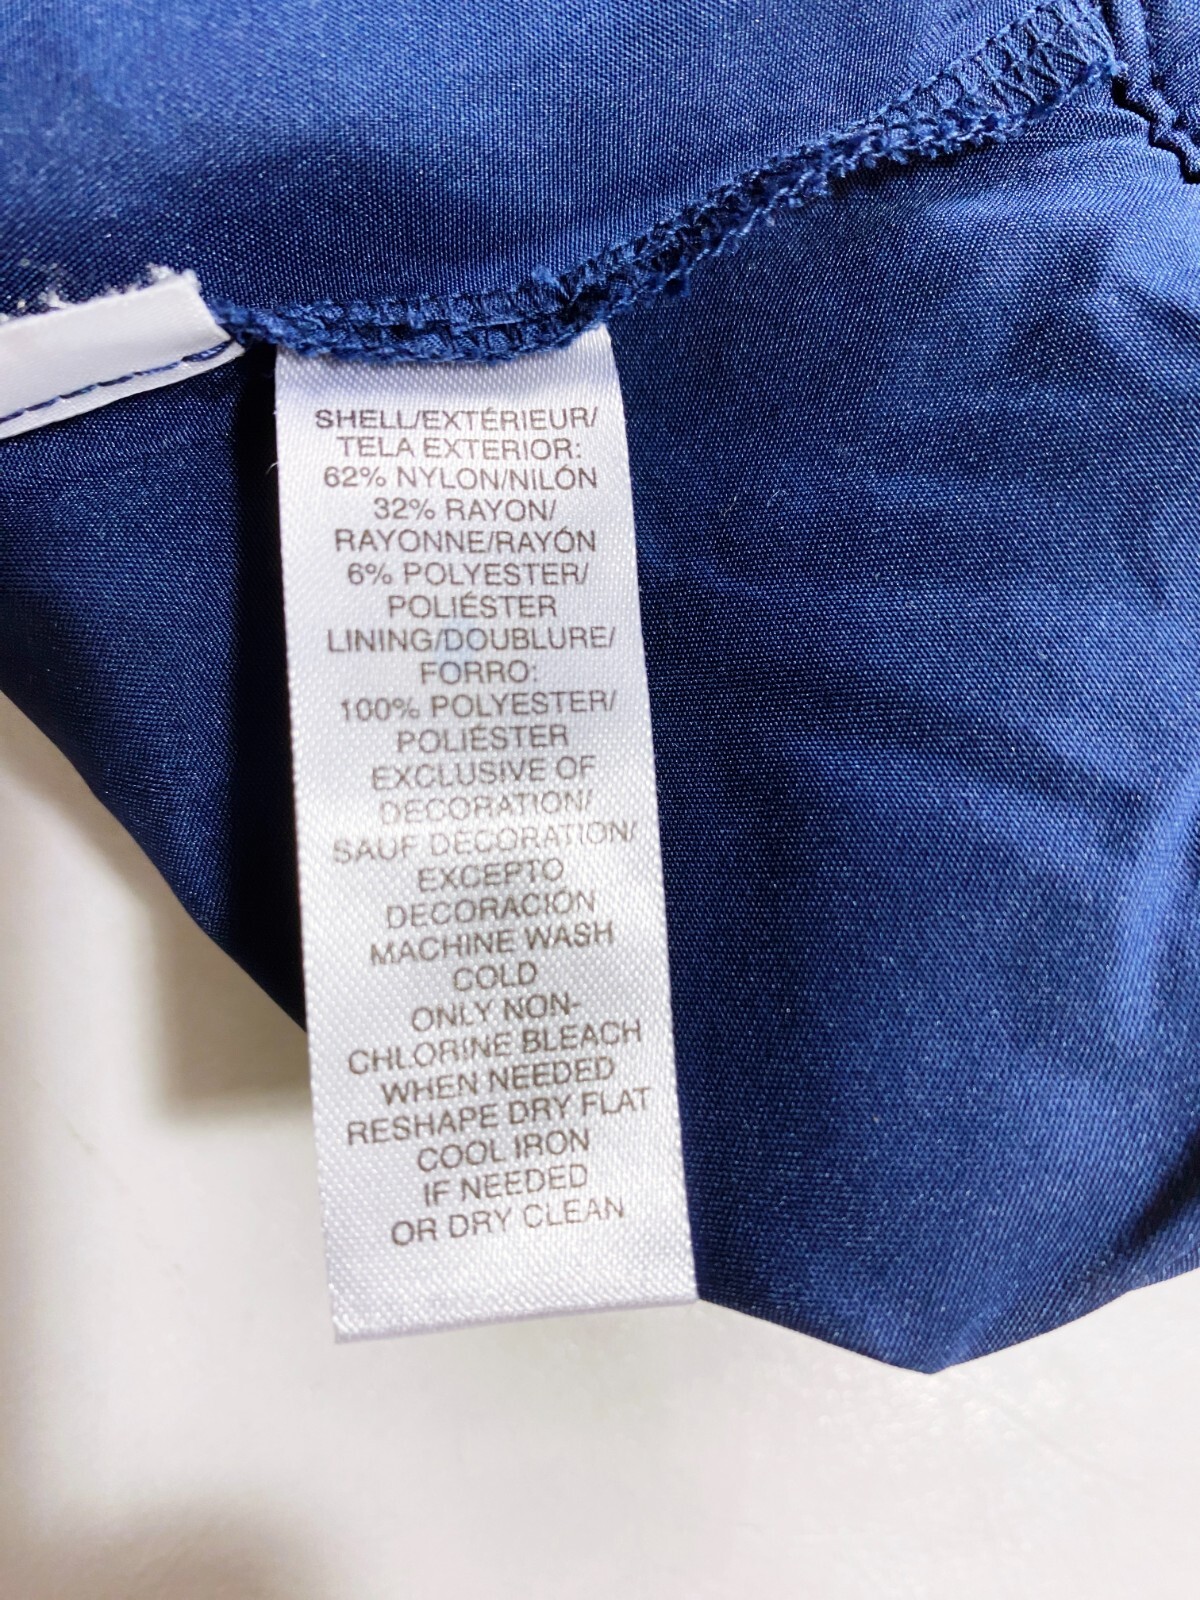 SHELL/EXTÉRIEUR/
TELA EXTERIOR:
62% NYLON/NILÓN
32% RAYON/
RAYONNE/RAYÓN
6% POLYESTER/
POLIÉSTER
LINING/DOUBLURE/
FORRO:
100% POLYESTER/
POLIÉSTER
EXCLUSIVE OF
DECORATION/
SAUF DÉCORATION/
EXCEPTO
DECORACIÓN
MACHINE WASH
COLD
ONLY NON-
CHLORINE BLEACH
WHEN NEEDED
RESHAPE DRY FLAT
COOL IRON
IF NEEDED
OR DRY CLEAN